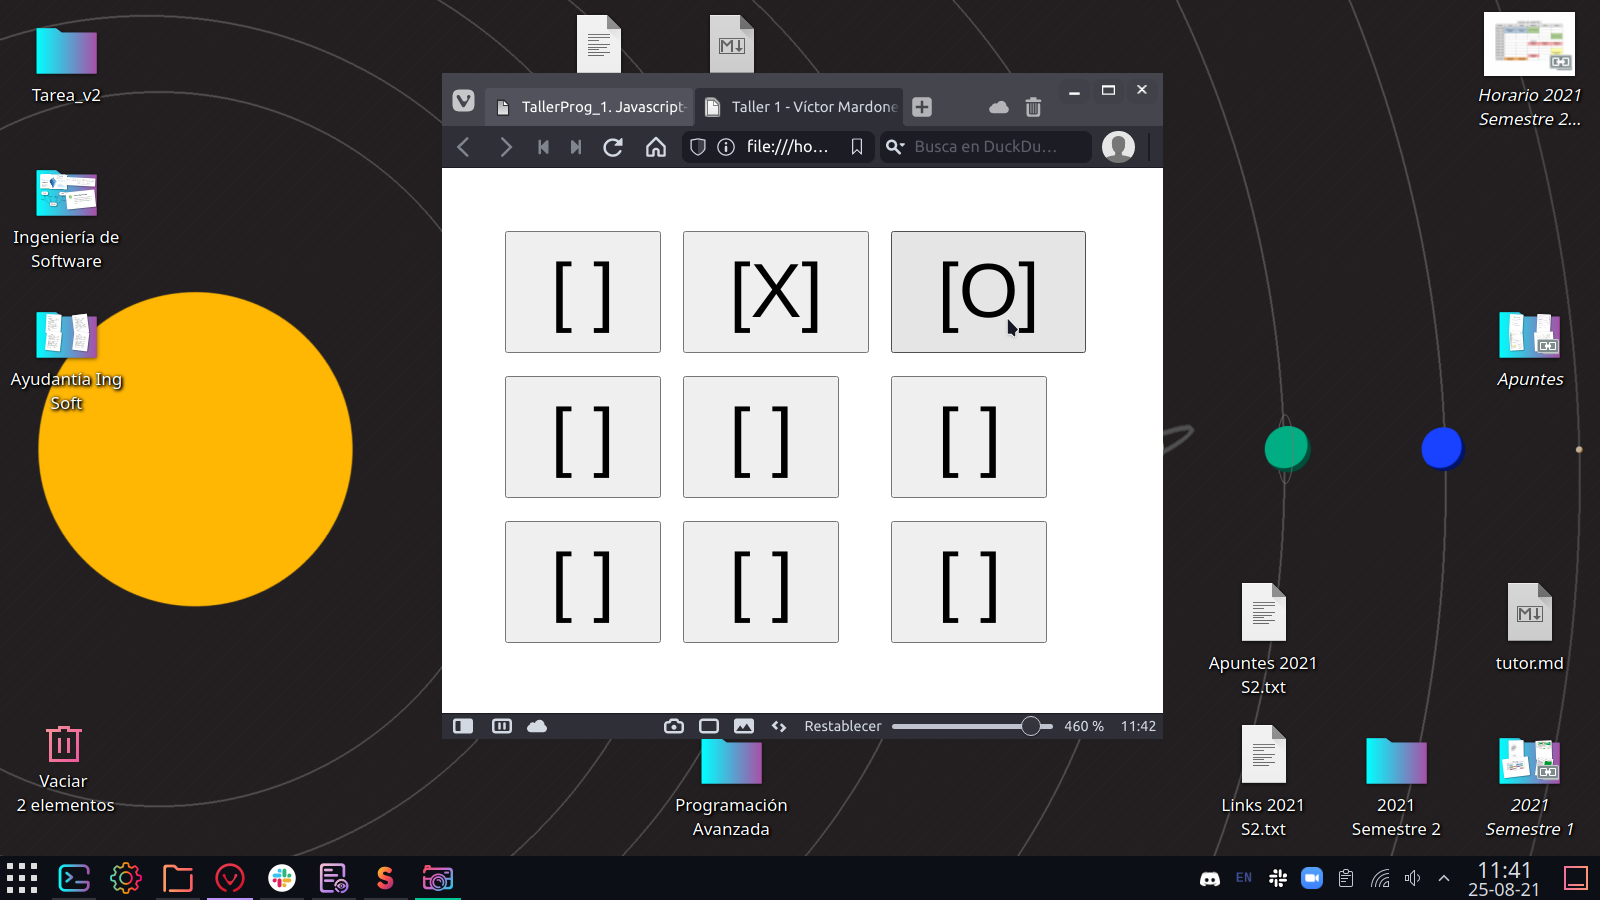 Tarea_v2
Ingeniería de
Software
Ayudantía Ing
Soft
Vaciar
2 elementos
TallerProg_1. Javascript
Taller 1 - Víctor Mardone
file:///ho...
Busca en DuckDu...
[ ] [X] [O]
[ ] [ ] [ ]
[ ] [ ] [ ]
Restablecer 460 % 11:42
Programación
Avanzada
M
Horario 2021
Semestre 2...
Apuntes
Apuntes 2021
S2.txt
M
tutor.md
Links 2021
S2.txt
2021
Semestre 2
2021
Semestre 1
EN
11:41
25-08-21